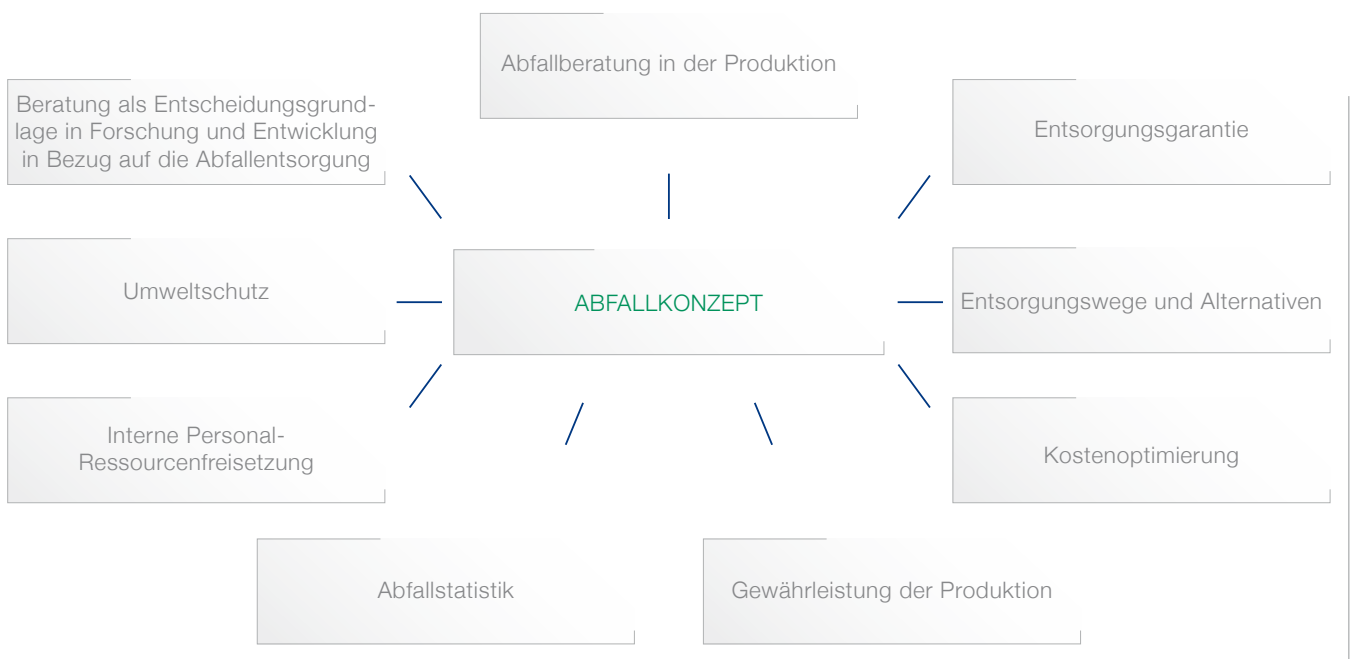 Abfallberatung in der Produktion
Beratung als Entscheidungsgrund-
lage in Forschung und Entwicklung
in Bezug auf die Abfallentsorgung
Entsorgungsgarantie
Umweltschutz
ABFALLKONZEPT
Entsorgungswege und Alternativen
Interne Personal-
Ressourcenfreisetzung
Kostenoptimierung
Abfallstatistik
Gewährleistung der Produktion